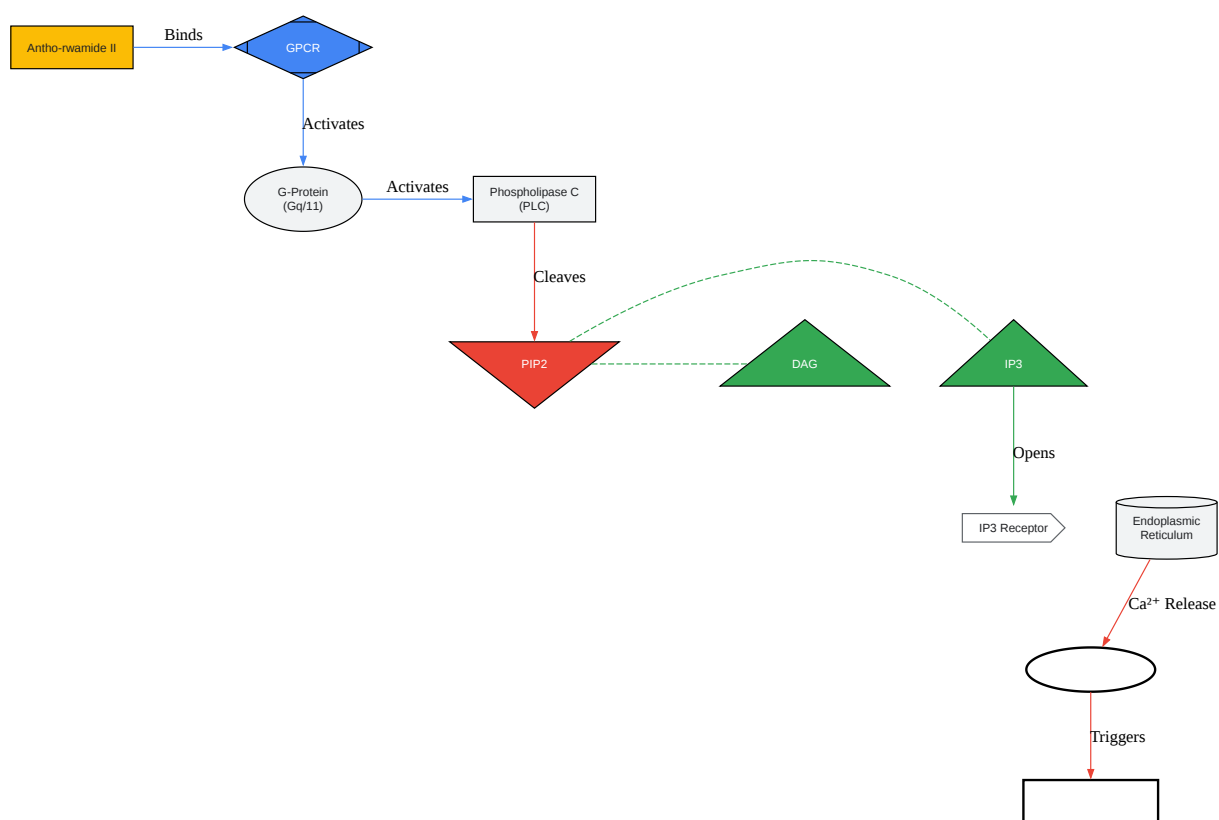 Antho-rwamide II
Binds
GPCR
Activates
G-Protein
(Gq/11)
Activates
Phospholipase C
(PLC)
Cleaves
PIP2
DAG
IP3
Opens
IP3 Receptor
Endoplasmic
Reticulum
Ca²⁺ Release
Triggers